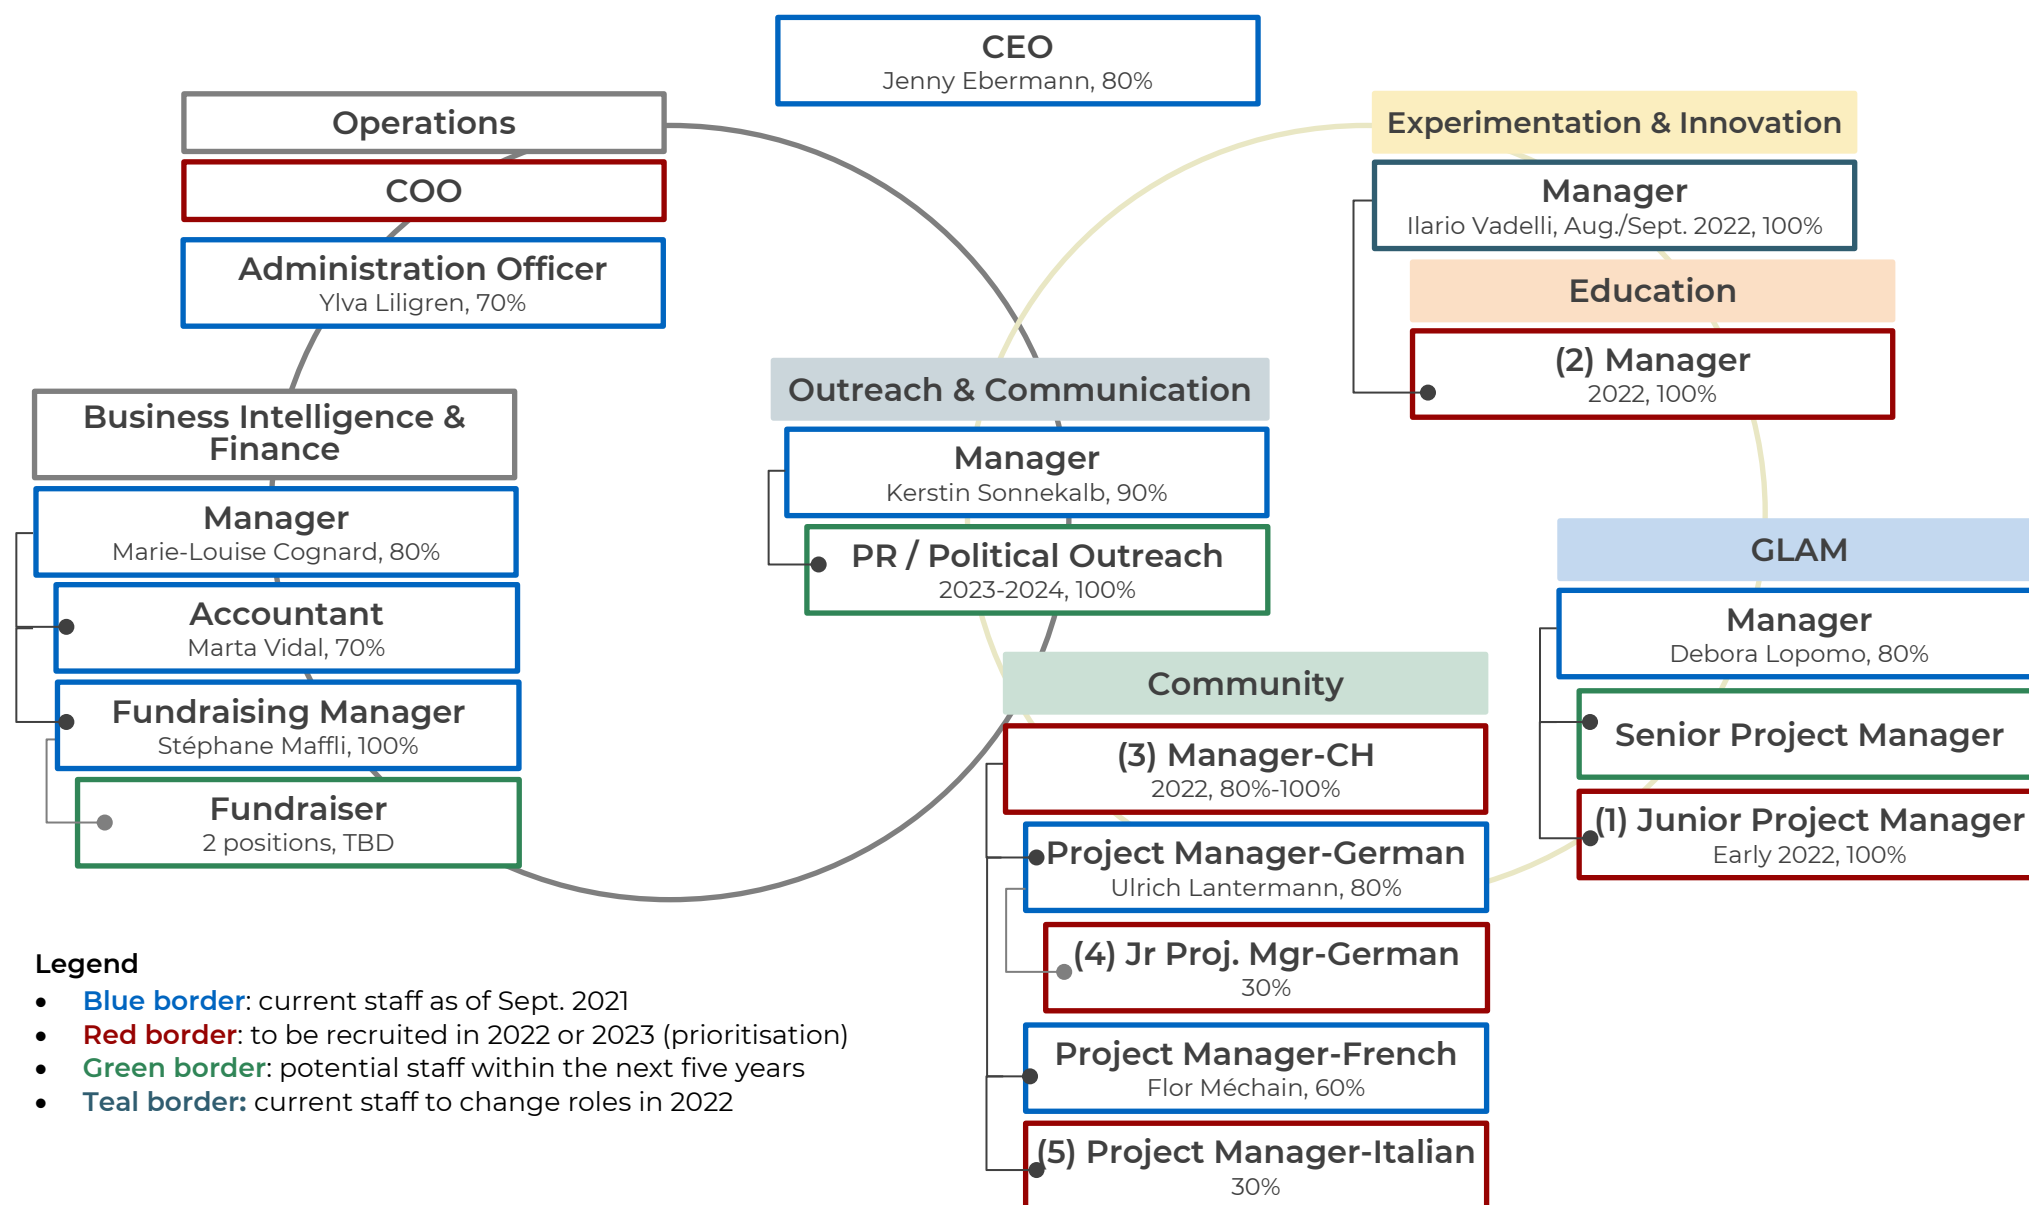 CEO
Jenny Ebermann, 80%
Operations
COO
Administration Officer
Ylva Liligren, 70%
Business Intelligence &
Finance
Manager
Marie-Louise Cognard, 80%
Accountant
Marta Vidal, 70%
Fundraising Manager
Stéphane Maffli, 100%
Fundraiser
2 positions, TBD
Outreach & Communication
Manager
Kerstin Sonnekalb, 90%
PR / Political Outreach
2023-2024, 100%
Experimentation & Innovation
Manager
Ilario Vadelli, Aug./Sept. 2022, 100%
Education
(2) Manager
2022, 100%
GLAM
Manager
Debora Lopomo, 80%
Senior Project Manager
(1) Junior Project Manager
Early 2022, 100%
Community
(3) Manager-CH
2022, 80%-100%
Project Manager-German
Ulrich Lantermann, 80%
(4) Jr Proj. Mgr-German
30%
Project Manager-French
Flor Méchain, 60%
(5) Project Manager-Italian
30%
Legend
• Blue border: current staff as of Sept. 2021
• Red border: to be recruited in 2022 or 2023 (prioritisation)
• Green border: potential staff within the next five years
• Teal border: current staff to change roles in 2022